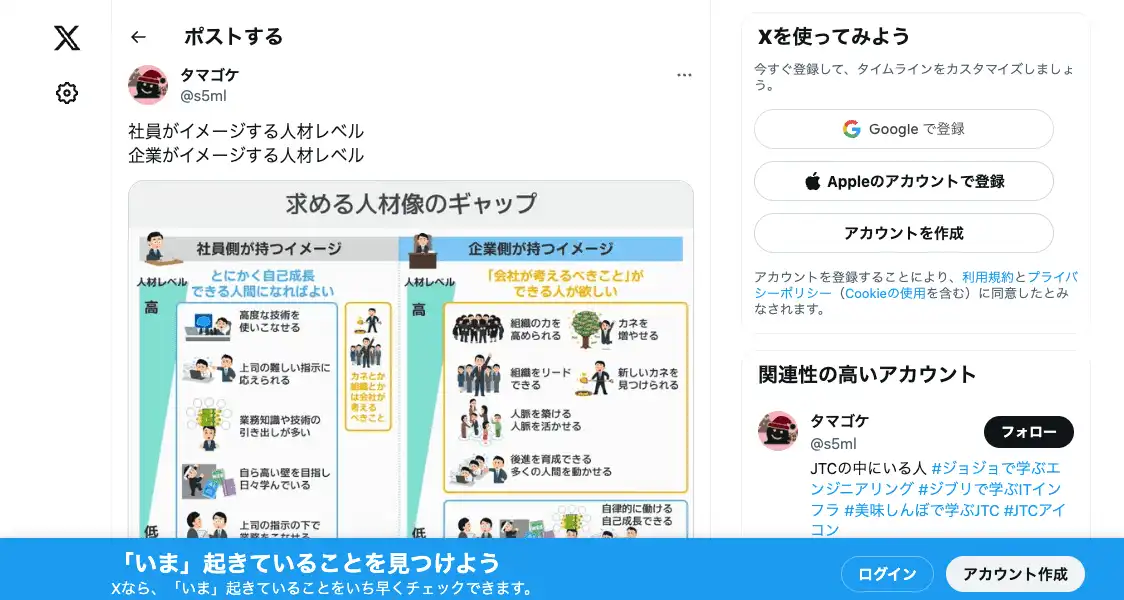 ポストする
タマゴケ
@s5ml
社員がイメージする人材レベル
企業がイメージする人材レベル
求める人材像のギャップ
社員側が持つイメージ
人材レベル
とにかく自己成長
できる人間になればよい
高
高度な技術を
使いこなせる
上司の難しい指示に
応えられる
業務知識や技術の
引き出しが多い
自ら高い壁を目指し
日々学んでいる
低
上司の指示の下で
業務をこなせる
カネとか
組織とか
は会社が
考える
べきこと
企業側が持つイメージ
人材レベル
「会社が考えるべきこと」が
できる人が欲しい
高
組織の力を
高められる
カネを
増やせる
組織をリード
できる
新しいカネを
見つけられる
人脈を築ける
人脈を活かせる
後進を育成できる
多くの人間を動かせる
低
自律的に働ける
自己成長できる
Xを使ってみよう
今すぐ登録して、タイムラインをカスタマイズしましょ
う。
Google で登録
Appleのアカウントで登録
アカウントを作成
アカウントを登録することにより、利用規約とプライバ
シーポリシー（Cookieの使用を含む）に同意したとみ
なされます。
関連性の高いアカウント
タマゴケ
@s5ml
フォロー
JTCの中にいる人 #ジョジョで学ぶエ
ンジニアリング #ジブリで学ぶITイン
フラ #美味しんぼで学ぶJTC #JTCアイ
コン
「いま」起きていることを見つけよう
Xなら、「いま」起きていることをいち早くチェックできます。
ログイン
アカウント作成